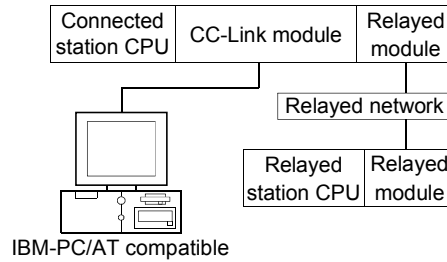 Connected
station CPU
CC-Link module
Relayed
module
Relayed network
Relayed
station CPU
Relayed
module
IBM-PC/AT compatible